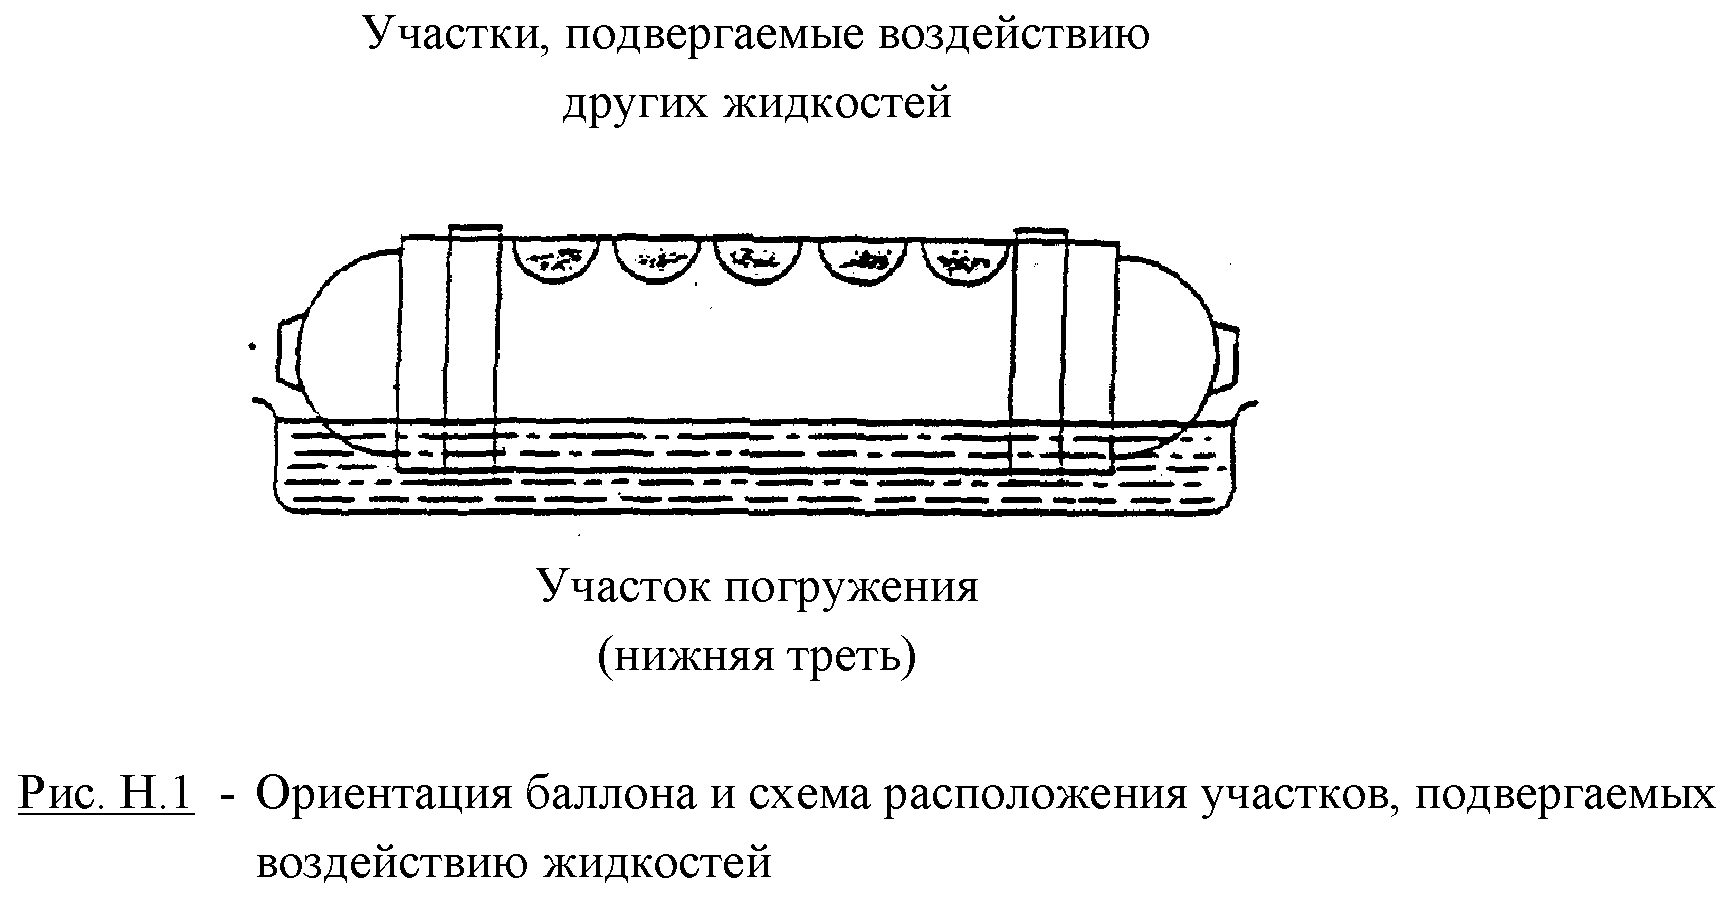 Участки, подвергаемые воздействию
других жидкостей
Участок погружения
(нижняя треть)
Рис. Н.1 - Ориентация баллона и схема расположения участков, подвергаемых
воздействию жидкостей